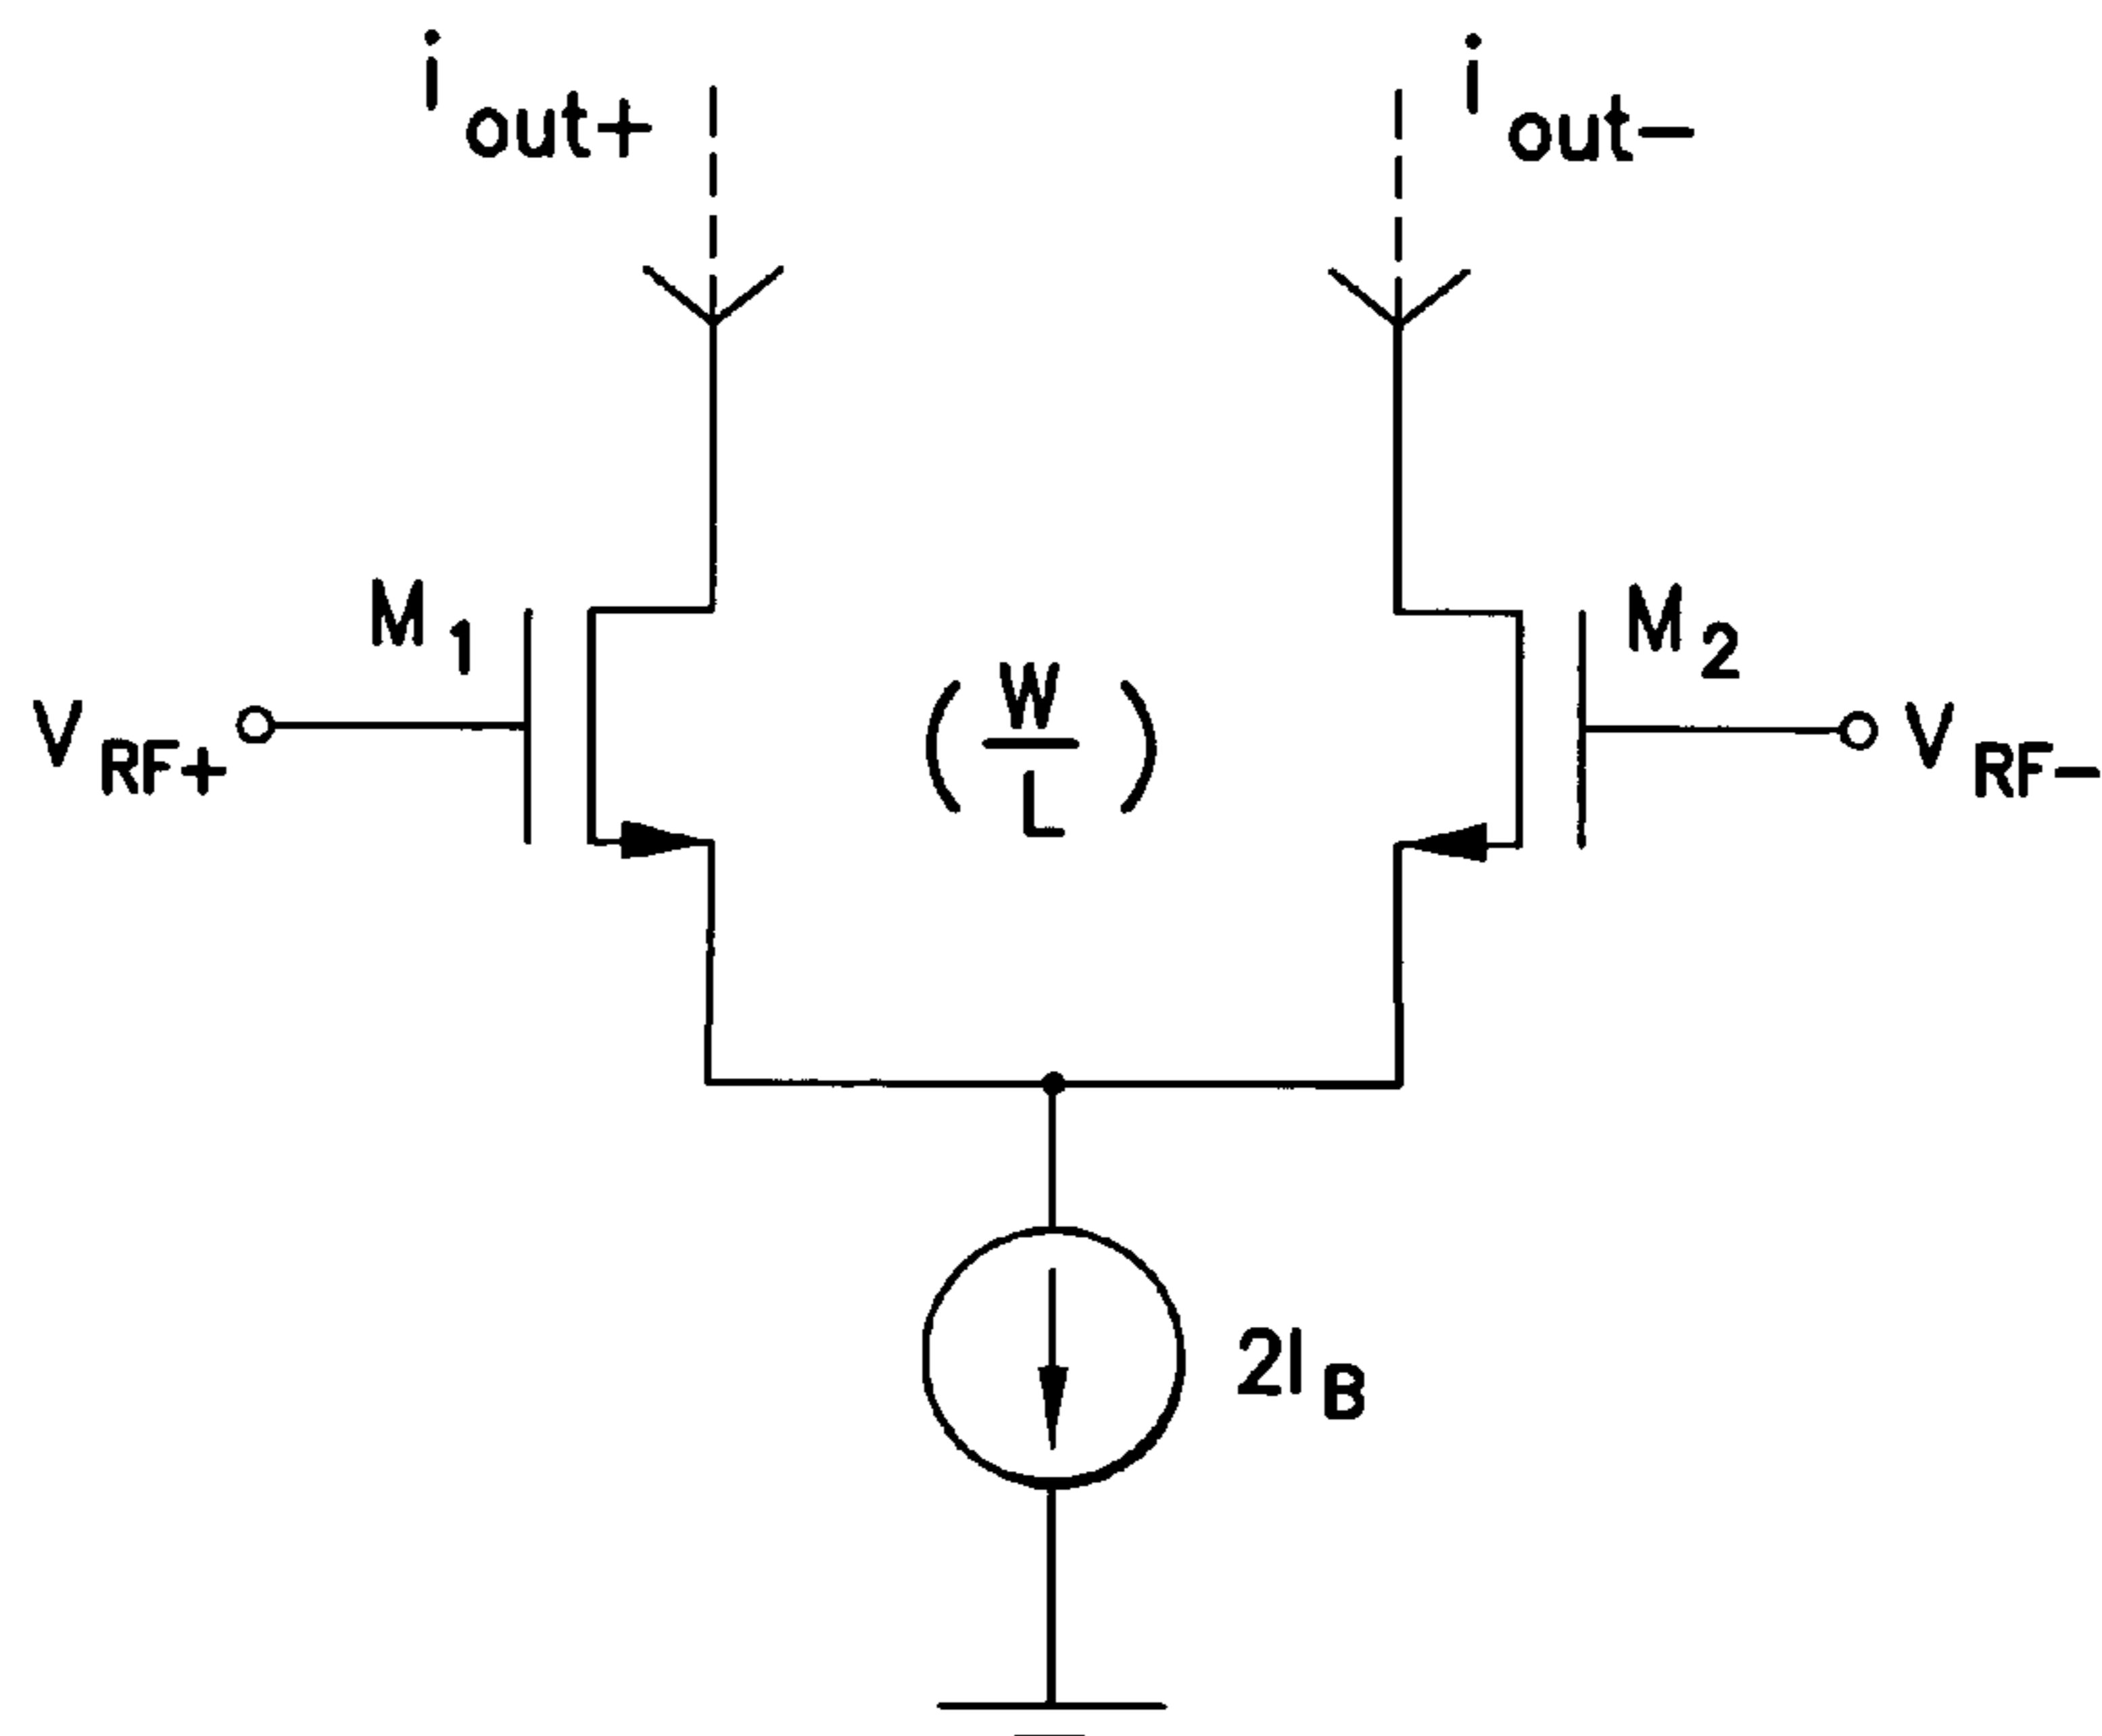 i out+
i out−
M 1
M 2
V RF+
( W/L )
V RF−
2I B